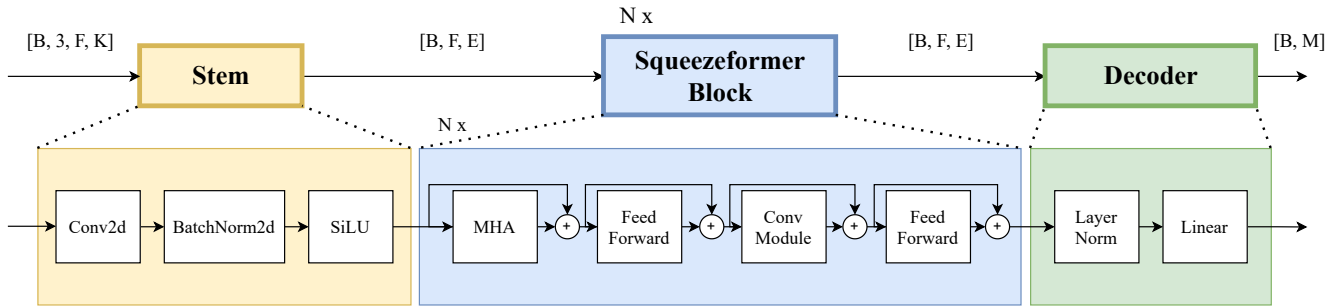 N x
[B, 3, F, K]
[B, F, E]
[B, F, E]
[B, M]
Stem
Squeezeformer
Block
Decoder
N x
Conv2d
BatchNorm2d
SiLU
MHA
+
Feed
Forward
+
Conv
Module
+
Feed
Forward
+
Layer
Norm
Linear